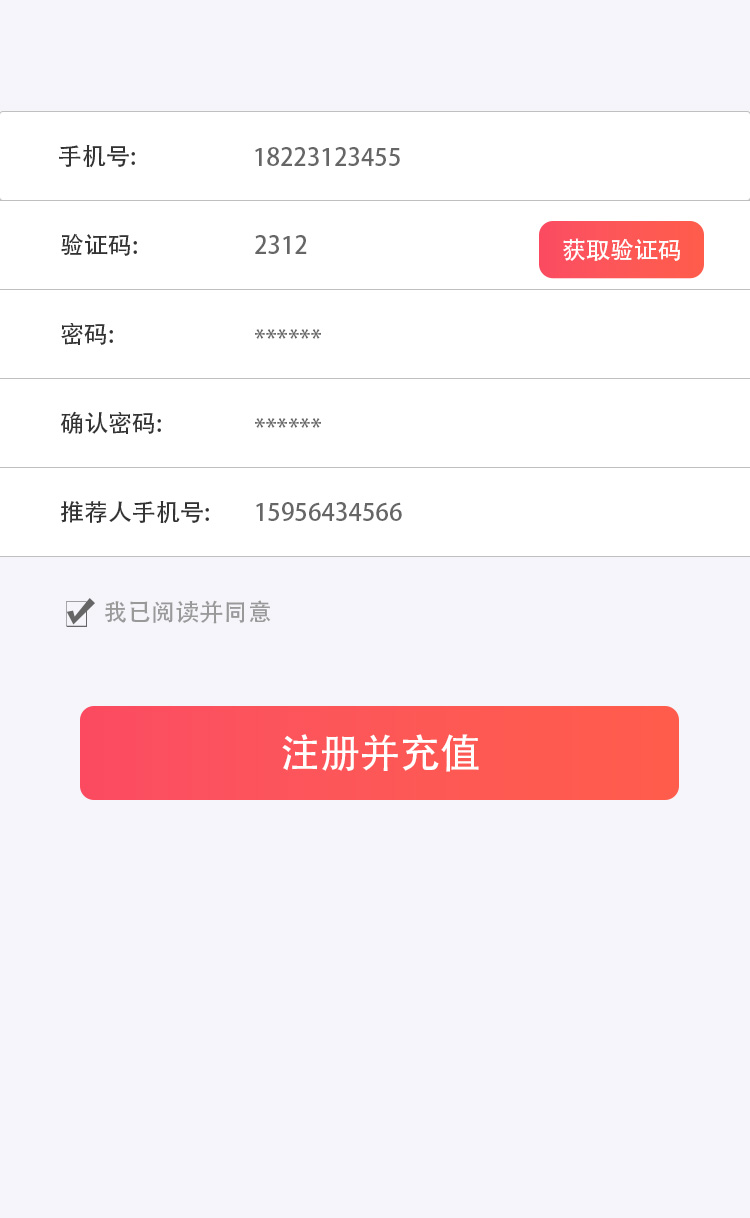 手机号: 18223123455
验证码: 2312 获取验证码
密码: ******
确认密码: ******
推荐人手机号: 15956434566
我已阅读并同意
注册并充值